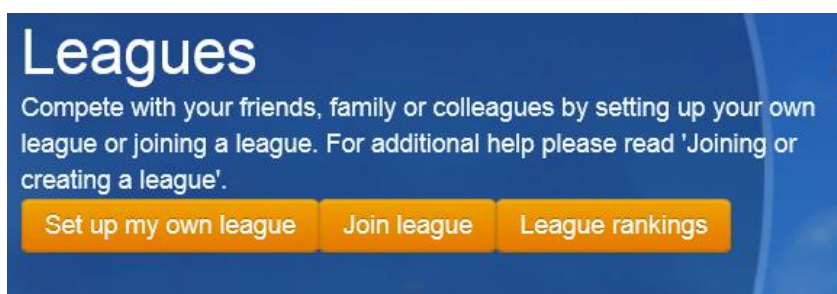 Leagues
Compete with your friends, family or colleagues by setting up your own
league or joining a league. For additional help please read 'Joining or
creating a league'.
Set up my own league Join league League rankings